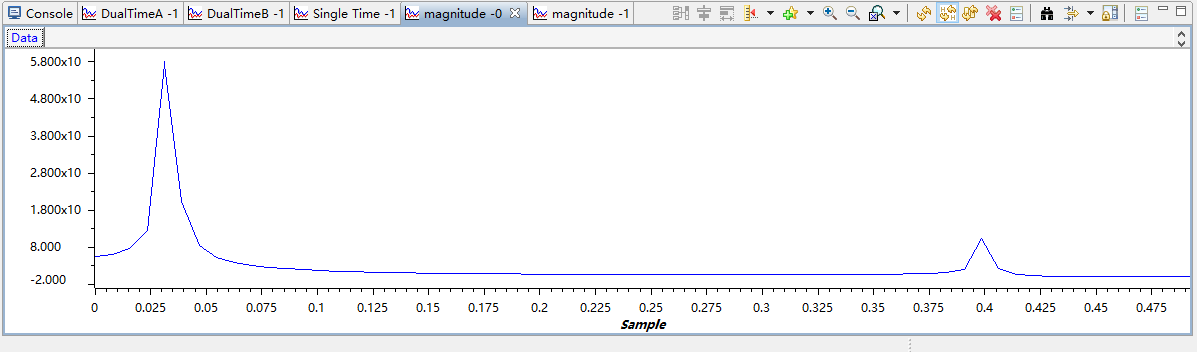 Console DualTimeA -1 DualTimeB -1 Single Time -1 magnitude -0 magnitude -1
Data
5.800x10
4.800x10
3.800x10
2.800x10
1.800x10
8.000
-2.000
0 0.025 0.05 0.075 0.1 0.125 0.15 0.175 0.2 0.225 0.25 0.275 0.3 0.325 0.35 0.375 0.4 0.425 0.45 0.475
Sample